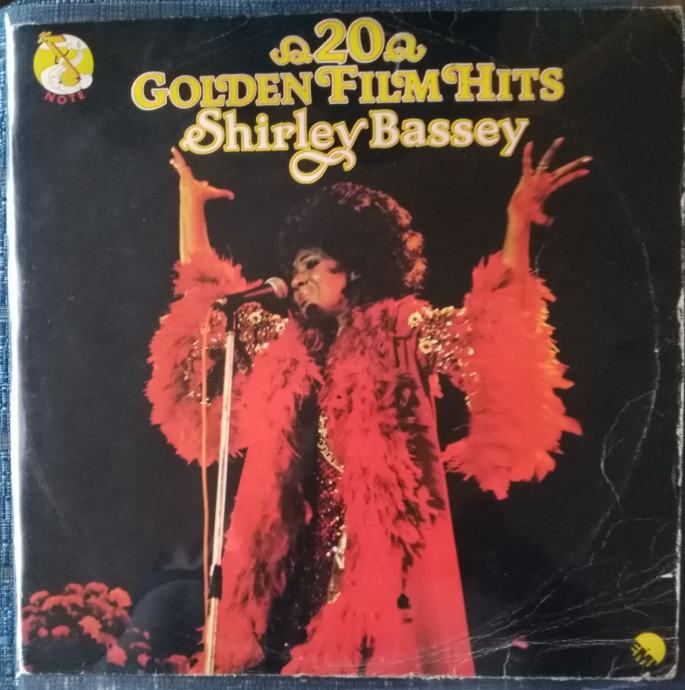 20
GOLDEN FILM HITS
Shirley Bassey
NOTE
EMI